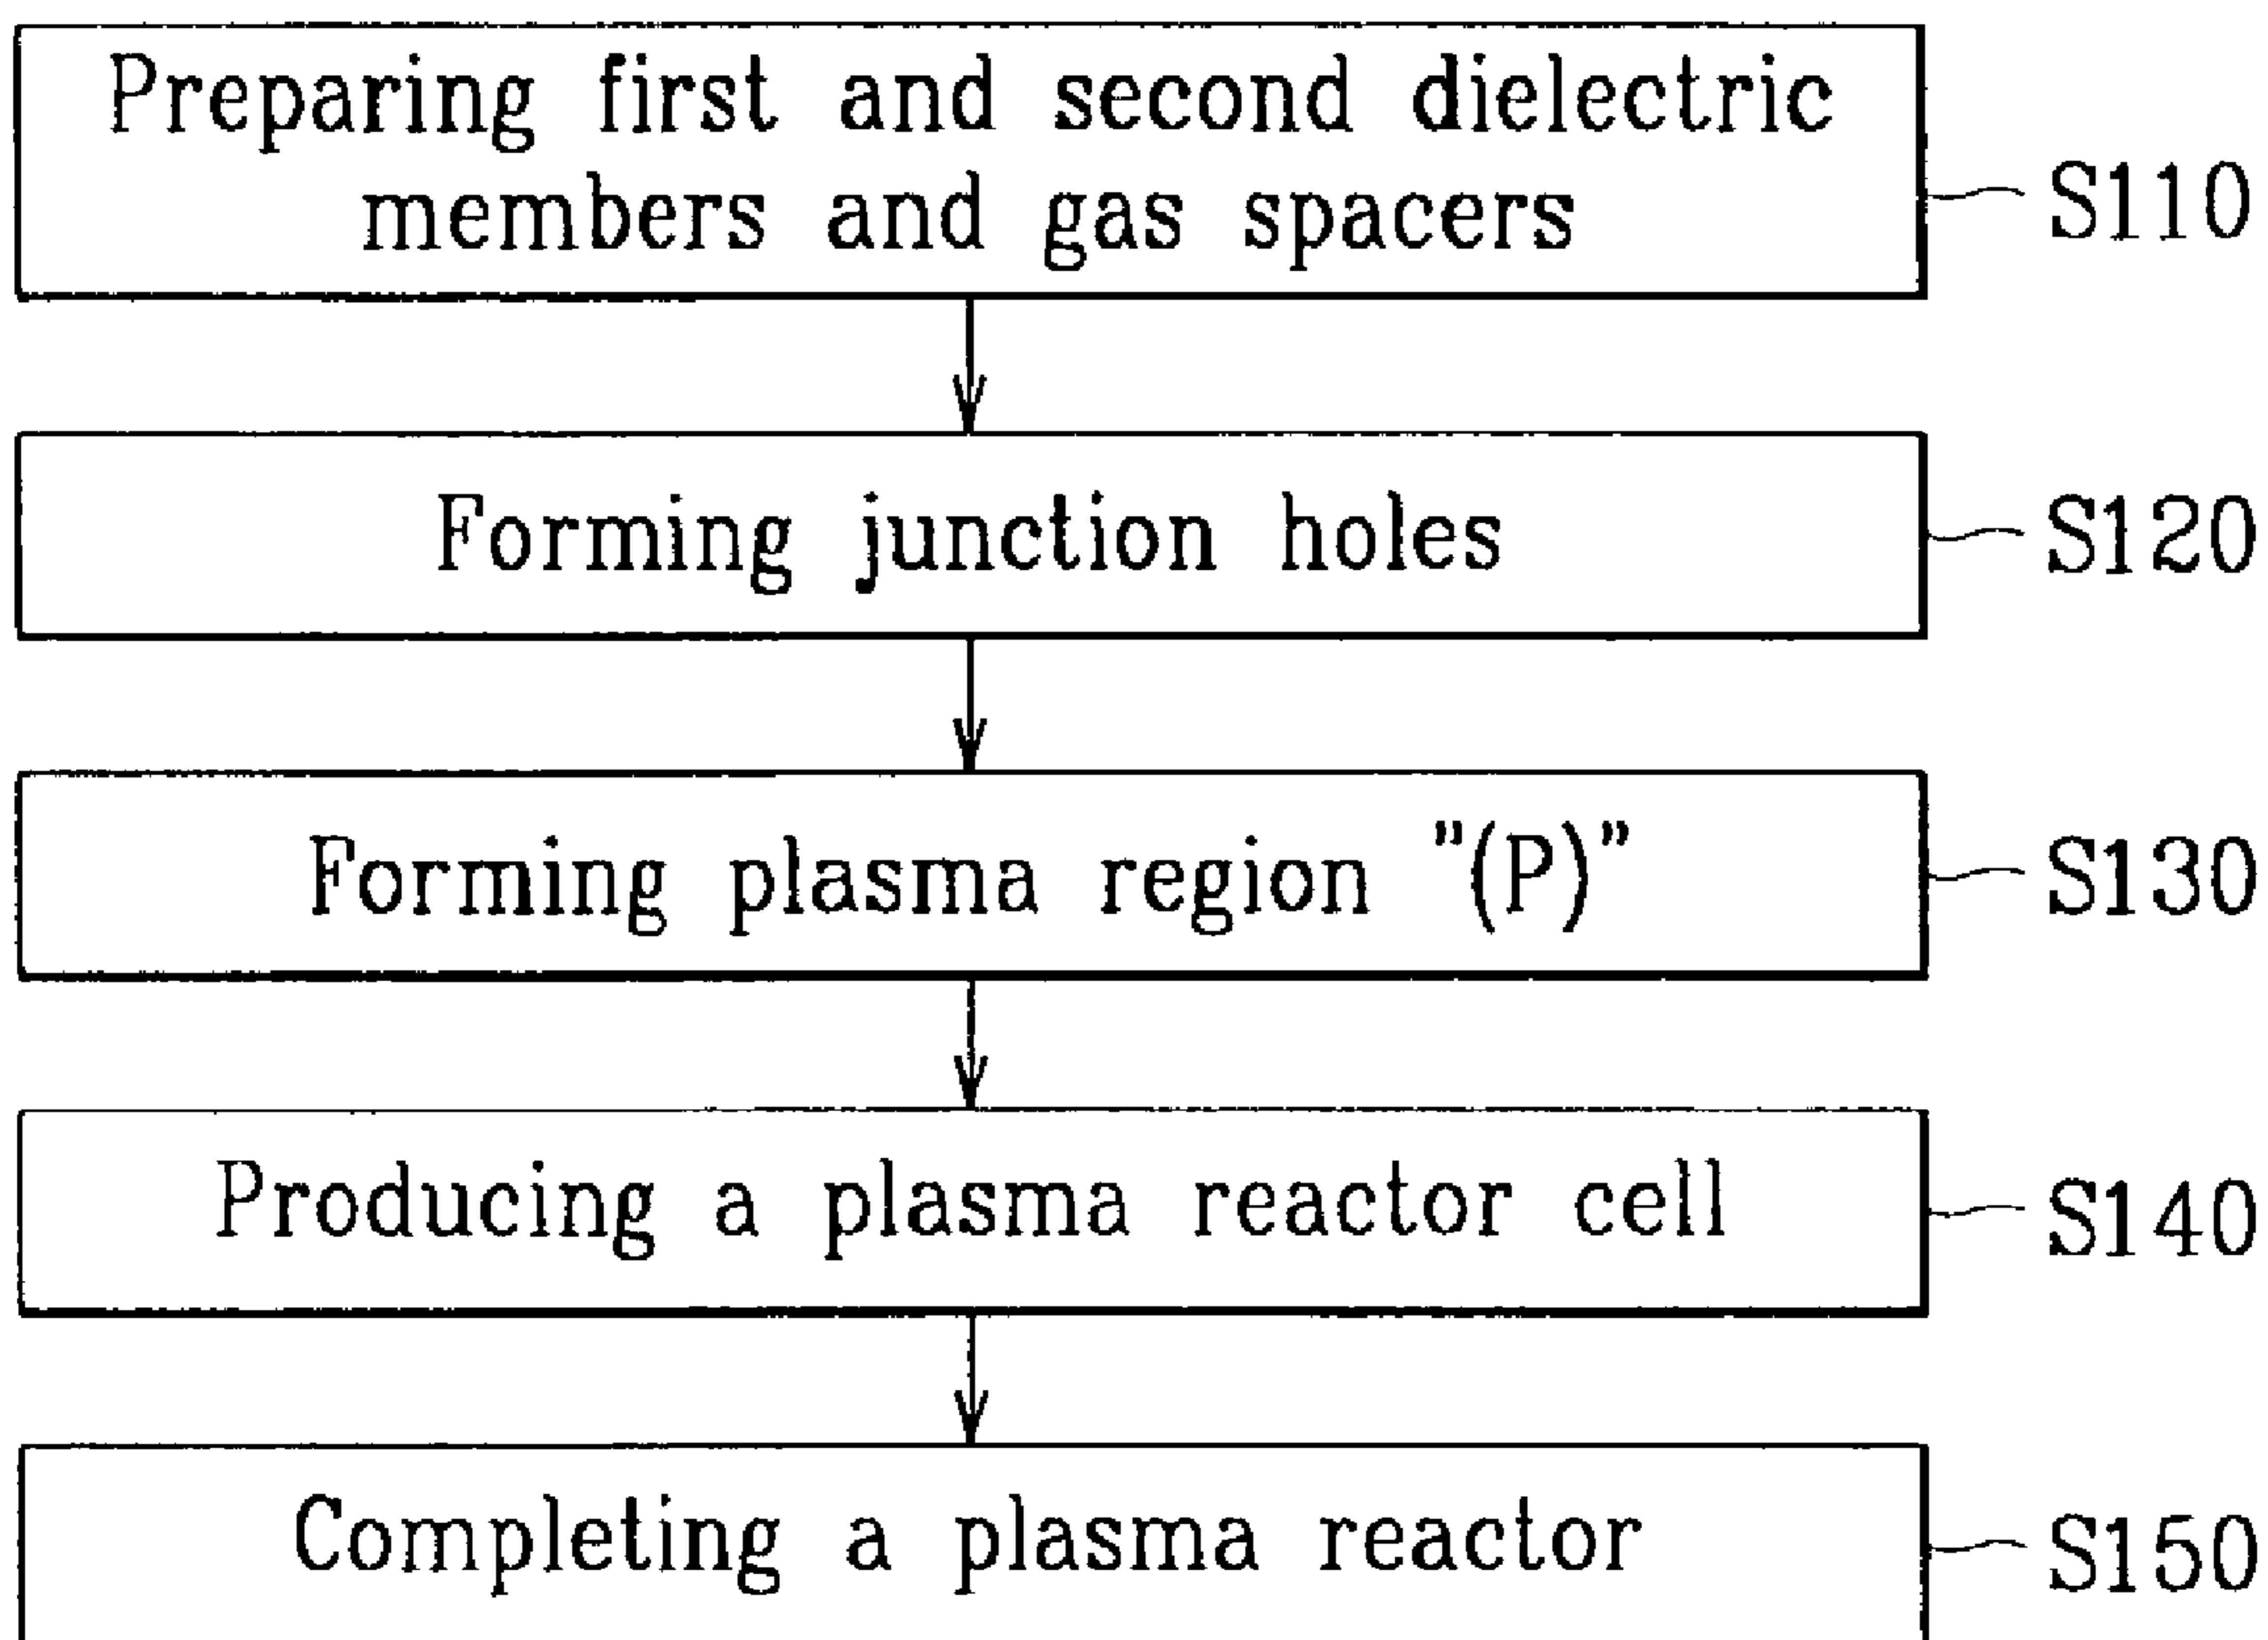 Preparing first and second dielectric
members and gas spacers
S110
Forming junction holes
S120
Forming plasma region "(P)"
S130
Producing a plasma reactor cell
S140
Completing a plasma reactor
S150